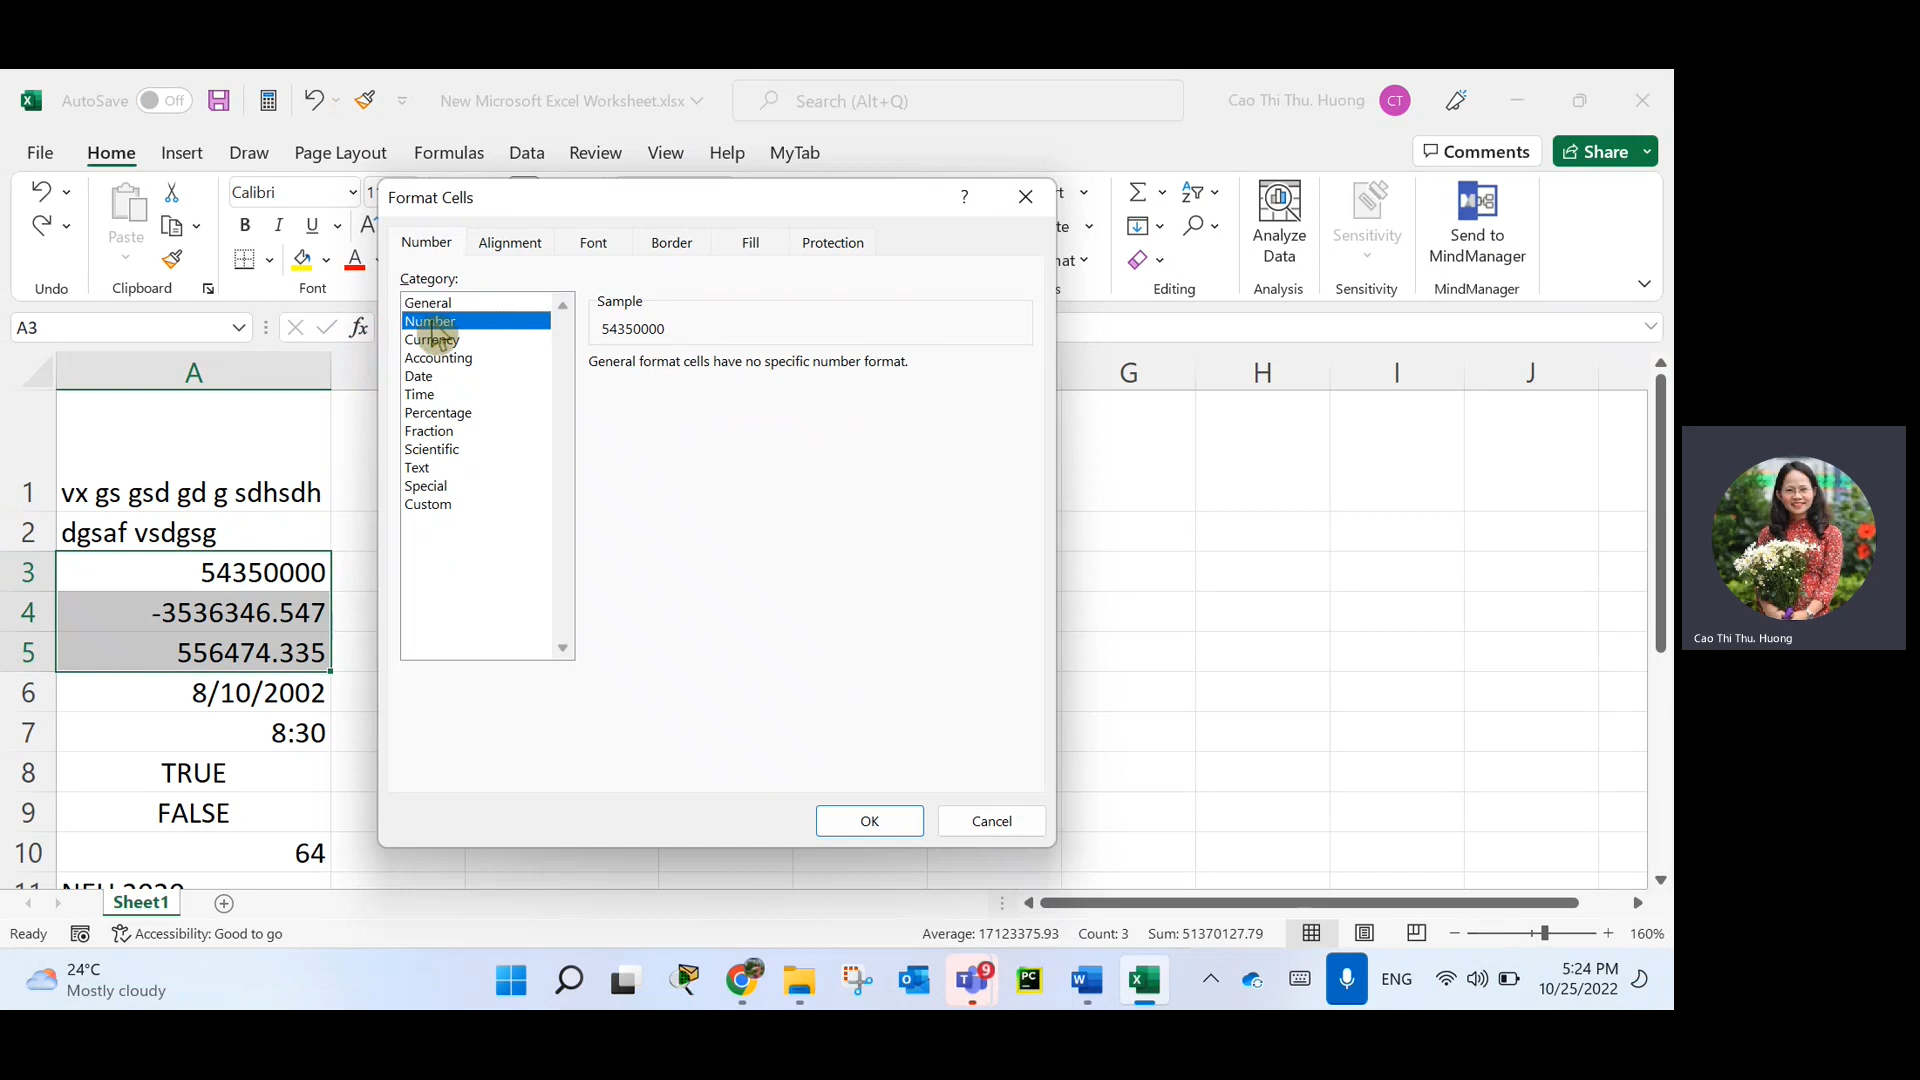 AutoSave Off New Microsoft Excel Worksheet.xlsx Search (Alt+Q) Cao Thi Thu. Huong CT
File Home Insert Draw Page Layout Formulas Data Review View Help MyTab Comments Share
Calibri
Paste
B I U A
Undo Clipboard Font
Editing
Analyze Data
Analysis
Sensitivity
Sensitivity
Send to MindManager
MindManager
A3 fx
Format Cells ?
Number Alignment Font Border Fill Protection
Category:
General
Number
Currency
Accounting
Date
Time
Percentage
Fraction
Scientific
Text
Special
Custom
Sample
54350000
General format cells have no specific number format.
OK Cancel
A G H I J
1 vx gs gsd gd g sdhsdh
2 dgsaf vsdgsg
3 54350000
4 -3536346.547
5 556474.335
6 8/10/2002
7 8:30
8 TRUE
9 FALSE
10 64
Sheet1
Ready Accessibility: Good to go Average: 17123375.93 Count: 3 Sum: 51370127.79 160%
24°C
Mostly cloudy
9
PC
W
ENG
5:24 PM
10/25/2022
Cao Thi Thu. Huong